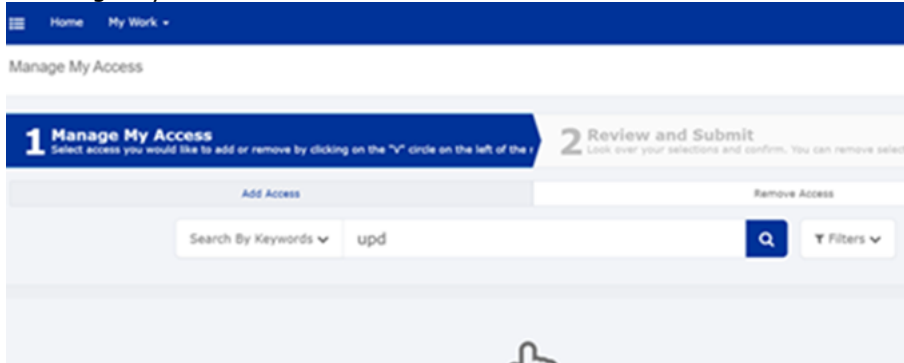 Home My Work
Manage My Access
1 Manage My Access
Select access you would like to add or remove by clicking on the "V" circle on the left of the r
2 Review and Submit
Look over your selections and confirm. You can remove select
Add Access
Remove Access
Search By Keywords
upd
Filters